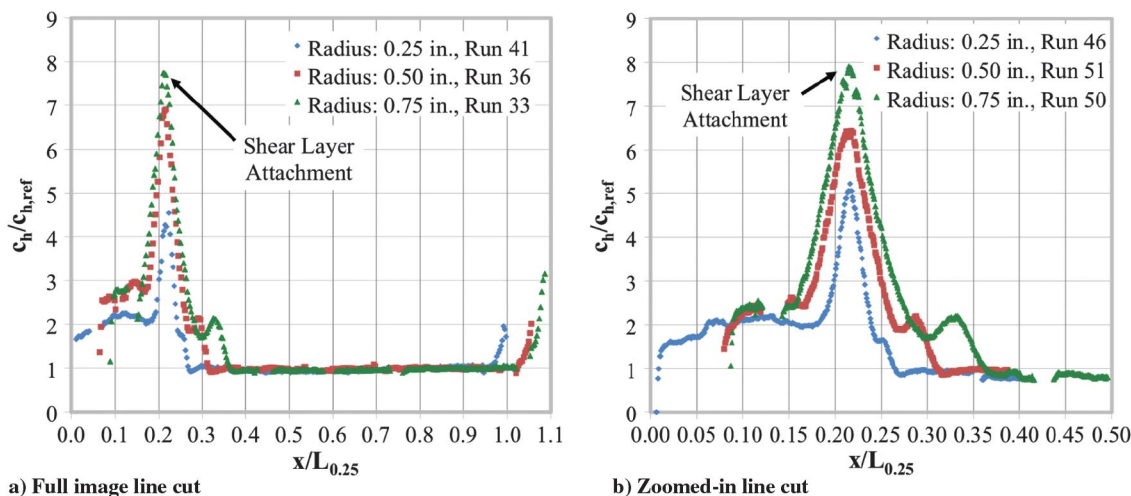 9
8
7
6
5
4
3
2
1
0
c_h/c_h,ref
Radius: 0.25 in., Run 41
Radius: 0.50 in., Run 36
Radius: 0.75 in., Run 33
Shear Layer
Attachment
0.0 0.1 0.2 0.3 0.4 0.5 0.6 0.7 0.8 0.9 1.0 1.1
x/L_0.25
a) Full image line cut
9
8
7
6
5
4
3
2
1
0
c_h/c_h,ref
Radius: 0.25 in., Run 46
Radius: 0.50 in., Run 51
Radius: 0.75 in., Run 50
Shear Layer
Attachment
0.00 0.05 0.10 0.15 0.20 0.25 0.30 0.35 0.40 0.45 0.50
x/L_0.25
b) Zoomed-in line cut